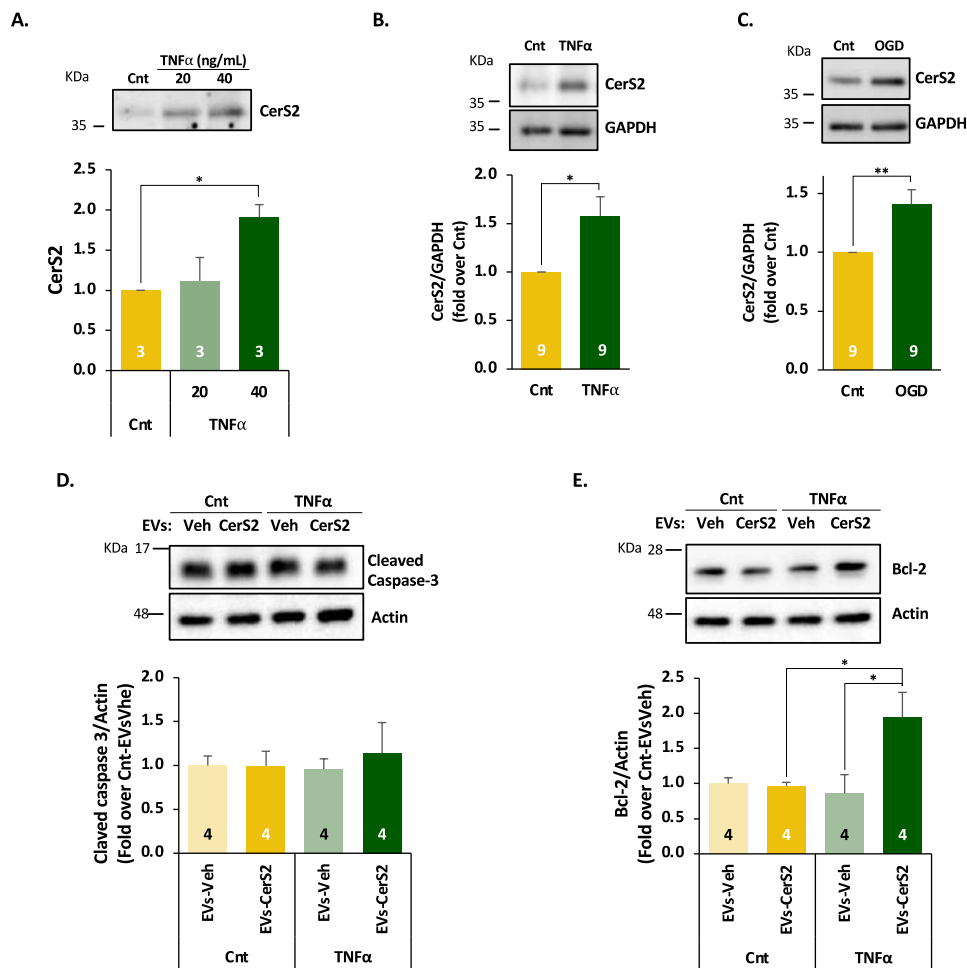 A.
TNFα (ng/mL)
KDa
Cnt
20
40
CerS2
35
2.5
2.0
1.5
1.0
0.5
0.0
CerS2
*
3
3
3
20
40
Cnt
TNFα
B.
Cnt
TNFα
KDa
CerS2
35
GAPDH
35
2.0
1.5
1.0
0.5
0.0
CerS2/GAPDH
(fold over Cnt)
*
9
9
Cnt
TNFα
C.
Cnt
OGD
KDa
CerS2
35
GAPDH
35
1.5
1.0
0.5
0.0
CerS2/GAPDH
(fold over Cnt)
**
9
9
Cnt
OGD
D.
Cnt
TNFα
EVs:
Veh
CerS2
Veh
CerS2
KDa
17
Cleaved
Caspase-3
48
Actin
2.0
1.5
1.0
0.5
0.0
Claved caspase 3/Actin
(Fold over Cnt-EVsVhe)
4
4
4
4
EVs-Veh
EVs-CerS2
EVs-Veh
EVs-CerS2
Cnt
TNFα
E.
Cnt
TNFα
EVs:
Veh
CerS2
Veh
CerS2
KDa
28
Bcl-2
48
Actin
2.5
2.0
1.5
1.0
0.5
0.0
Bcl-2/Actin
(Fold over Cnt-EVsVeh)
*
*
4
4
4
4
EVs-Veh
EVs-CerS2
EVs-Veh
EVs-CerS2
Cnt
TNFα